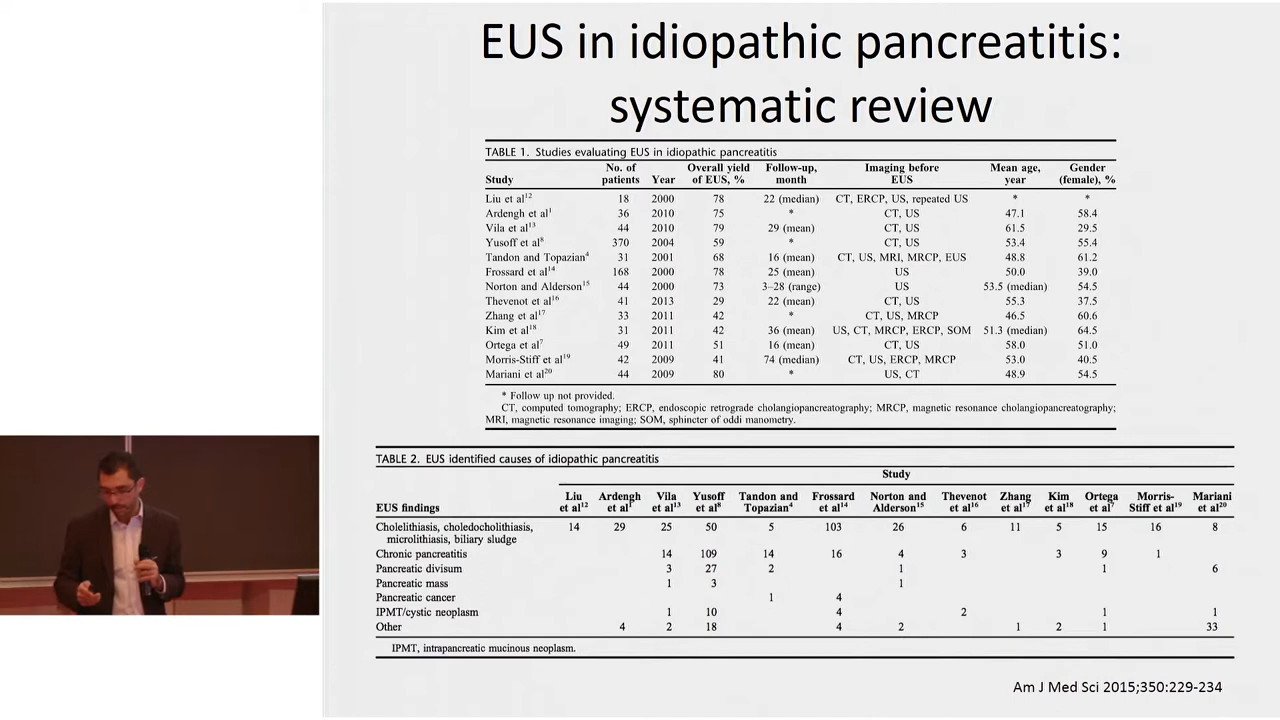 EUS in idiopathic pancreatitis:
systematic review
TABLE 1. Studies evaluating EUS in idiopathic pancreatitis
No. of Overall yield Follow-up, Imaging before Mean age, Gender
Study patients Year of EUS, % month EUS year (female), %
Liu et al12 18 2000 78 22 (median) CT, ERCP, US, repeated US * *
Ardengh et al1 36 2010 75 * CT, US 47.1 58.4
Vila et al13 44 2010 79 29 (mean) CT, US 61.5 29.5
Yusoff et al8 370 2004 59 * CT, US 53.4 55.4
Tandon and Topazian4 31 2001 68 16 (mean) CT, US, MRI, MRCP, EUS 48.8 61.2
Frossard et al14 168 2000 78 25 (mean) US 50.0 39.0
Norton and Alderson15 44 2000 73 3–28 (range) US 53.5 (median) 54.5
Thevenot et al16 41 2013 29 22 (mean) CT, US 55.3 37.5
Zhang et al17 33 2011 42 * CT, US, MRCP 46.5 60.6
Kim et al18 31 2011 42 36 (mean) US, CT, MRCP, ERCP, SOM 51.3 (median) 64.5
Ortega et al7 49 2011 51 16 (mean) CT, US 58.0 51.0
Morris-Stiff et al19 42 2009 41 74 (median) CT, US, ERCP, MRCP 53.0 40.5
Mariani et al20 44 2009 80 * US, CT 48.9 54.5
* Follow up not provided.
CT, computed tomography; ERCP, endoscopic retrograde cholangiopancreatography; MRCP, magnetic resonance cholangiopancreatography;
MRI, magnetic resonance imaging; SOM, sphincter of oddi manometry.
TABLE 2. EUS identified causes of idiopathic pancreatitis
Study
Liu Ardengh Vila Yusoff Tandon and Frossard Norton and Thevenot Zhang Kim Ortega Morris- Mariani
EUS findings et al12 et al1 et al13 et al8 Topazian4 et al14 Alderson15 et al16 et al17 et al18 et al7 Stiff et al19 et al20
Cholelithiasis, choledocholithiasis, 14 29 25 50 5 103 26 6 11 5 15 16 8
microlithiasis, biliary sludge
Chronic pancreatitis 14 109 14 16 4 3 3 9 1
Pancreatic divisum 3 27 2 1 1 6
Pancreatic mass 1 3 1
Pancreatic cancer 1 4
IPMT/cystic neoplasm 1 10 4 2 1 1
Other 4 2 18 4 2 1 2 1 33
IPMT, intrapancreatic mucinous neoplasm.
Am J Med Sci 2015;350:229-234